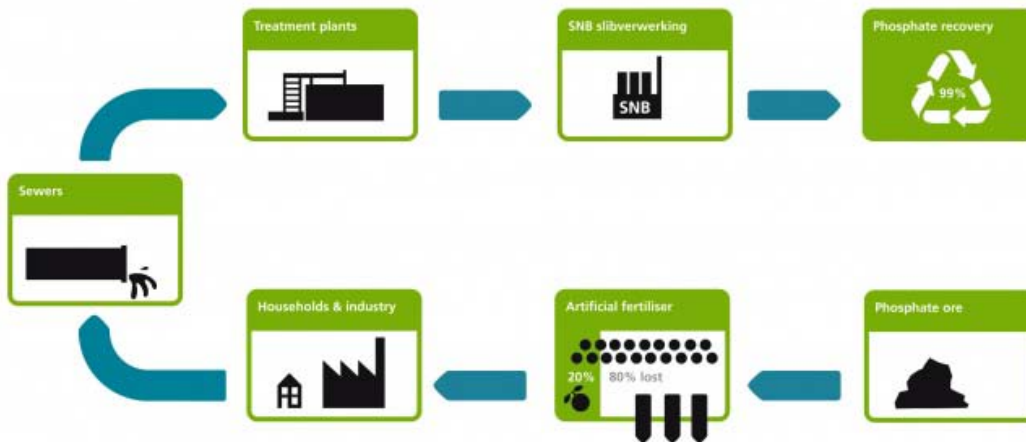 Treatment plants
SNB slibverwerking
Phosphate recovery
SNB
99%
Sewers
Households & industry
Artificial fertiliser
Phosphate ore
20%
80% lost